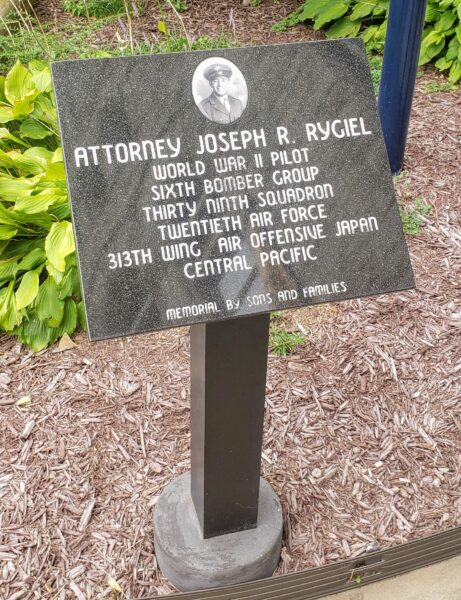 ATTORNEY JOSEPH R. RYGIEL
WORLD WAR II PILOT
SIXTH BOMBER GROUP
THIRTY NINTH SQUADRON
TWENTIETH AIR FORCE
313TH WING AIR OFFENSIVE JAPAN
CENTRAL PACIFIC
MEMORIAL BY SONS AND FAMILIES